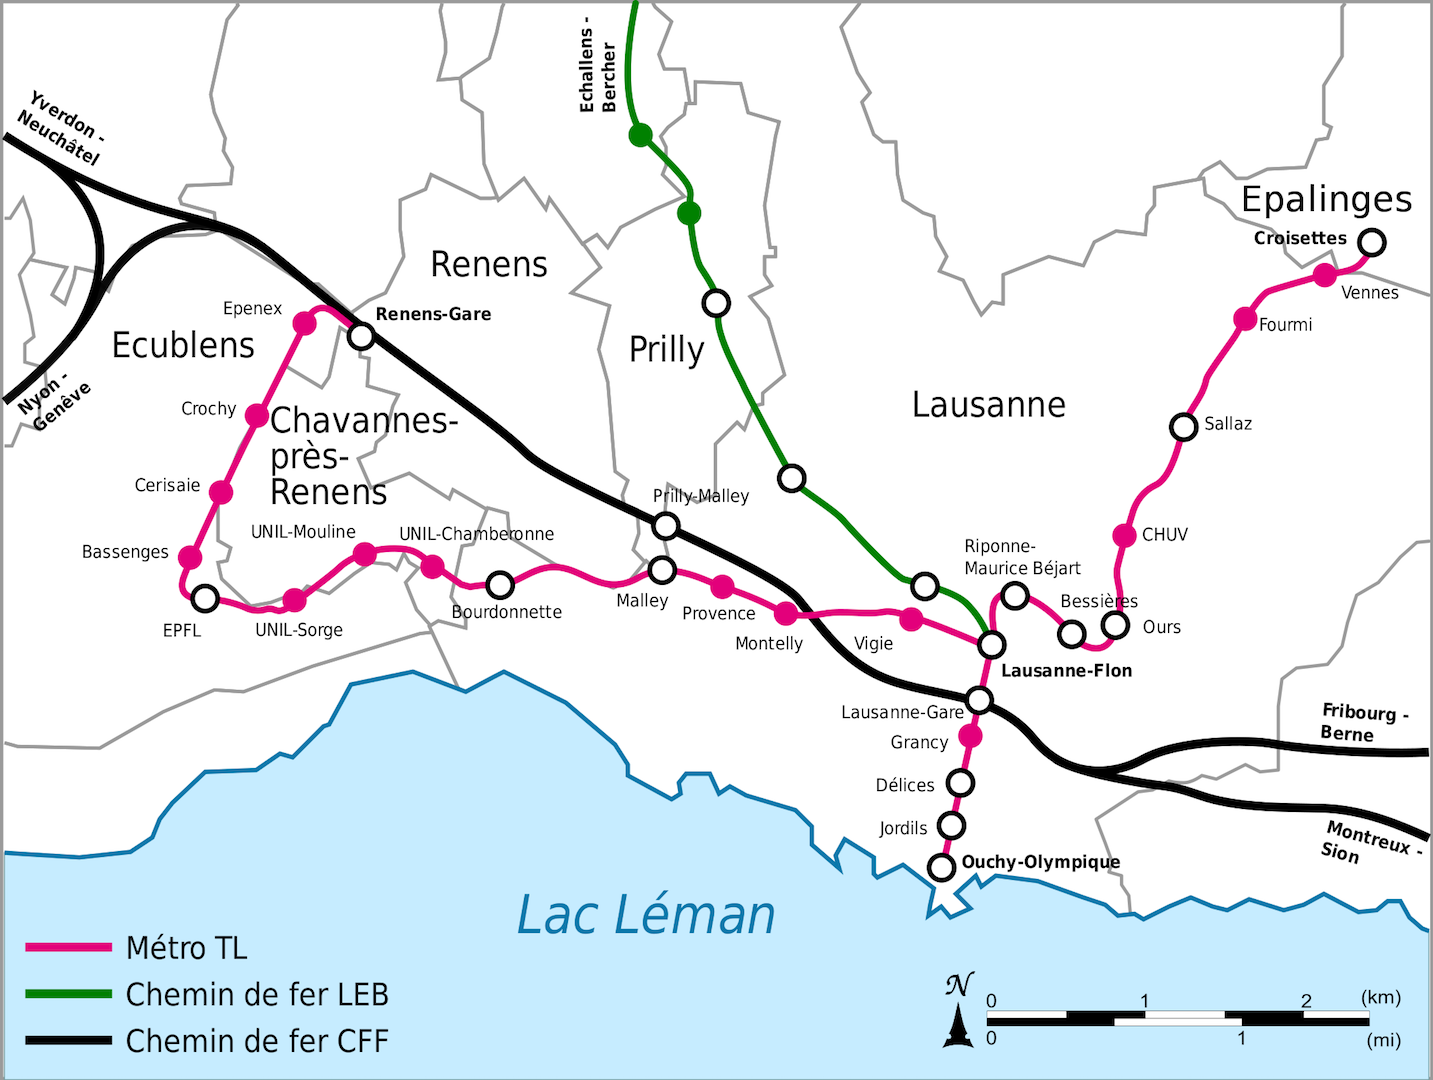 Echallens -
Bercher
Yverdon -
Neuchâtel
Epalinges
Croisettes
Vennes
Renens
Epenex
Renens-Gare
Fourmi
Ecublens
Prilly
Nyon -
Genêve
Crochy
Lausanne
Chavannes-
près-
Renens
Sallaz
Cerisaie
Prilly-Malley
UNIL-Mouline
UNIL-Chamberonne
CHUV
Bassenges
Riponne-
Maurice Béjart
Malley
Bessières
Bourdonnette
Provence
EPFL
UNIL-Sorge
Montelly
Vigie
Ours
Lausanne-Flon
Lausanne-Gare
Grancy
Fribourg -
Berne
Délices
Jordils
Montreux -
Sion
Ouchy-Olympique
Lac Léman
Métro TL
Chemin de fer LEB
Chemin de fer CFF
N
0 1 2 (km)
0 1 (mi)